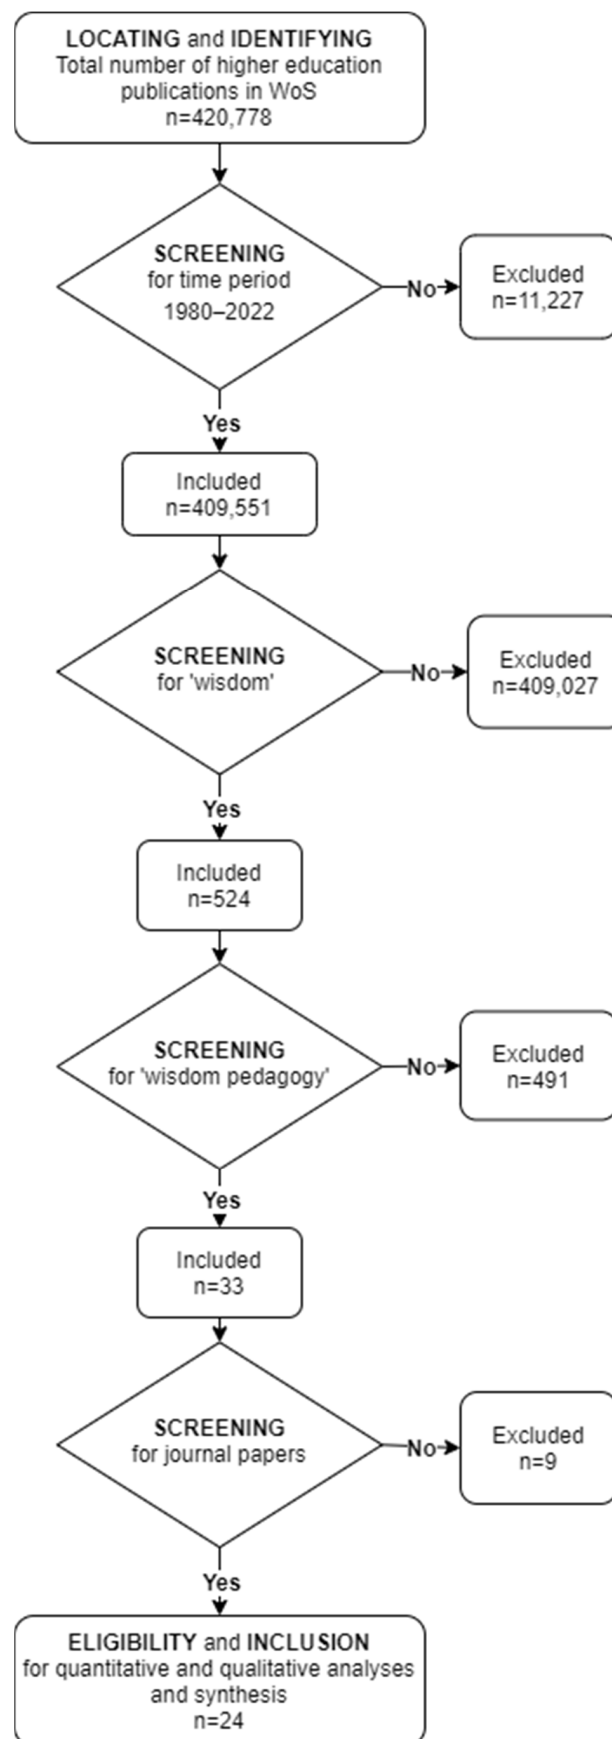 LOCATING and IDENTIFYING
Total number of higher education
publications in WoS
n=420,778
SCREENING
for time period
1980–2022
No
Excluded
n=11,227
Yes
Included
n=409,551
SCREENING
for 'wisdom'
No
Excluded
n=409,027
Yes
Included
n=524
SCREENING
for 'wisdom pedagogy'
No
Excluded
n=491
Yes
Included
n=33
SCREENING
for journal papers
No
Excluded
n=9
Yes
ELIGIBILITY and INCLUSION
for quantitative and qualitative analyses
and synthesis
n=24